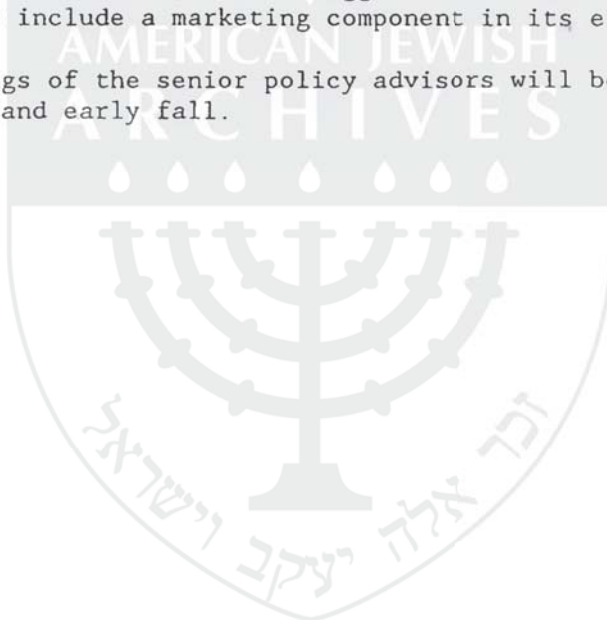 include a marketing component in its e
AMERICAN JEWISH
gs of the senior policy advisors will b
and early fall.
ARCHIVES
זכר אלה יעקב וישראל